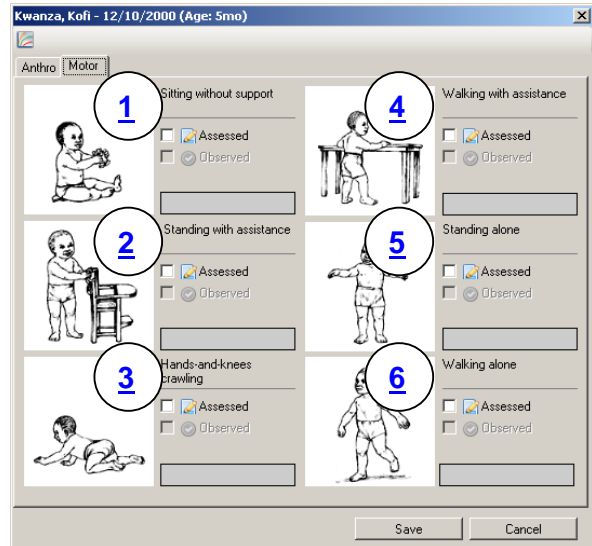 Kwanza, Kofi - 12/10/2000 (Age: 5mo)
Anthro
Motor
1
Sitting without support
Assessed
Observed
2
Standing with assistance
Assessed
Observed
3
Hands-and-knees
crawling
Assessed
Observed
4
Walking with assistance
Assessed
Observed
5
Standing alone
Assessed
Observed
6
Walking alone
Assessed
Observed
Save
Cancel